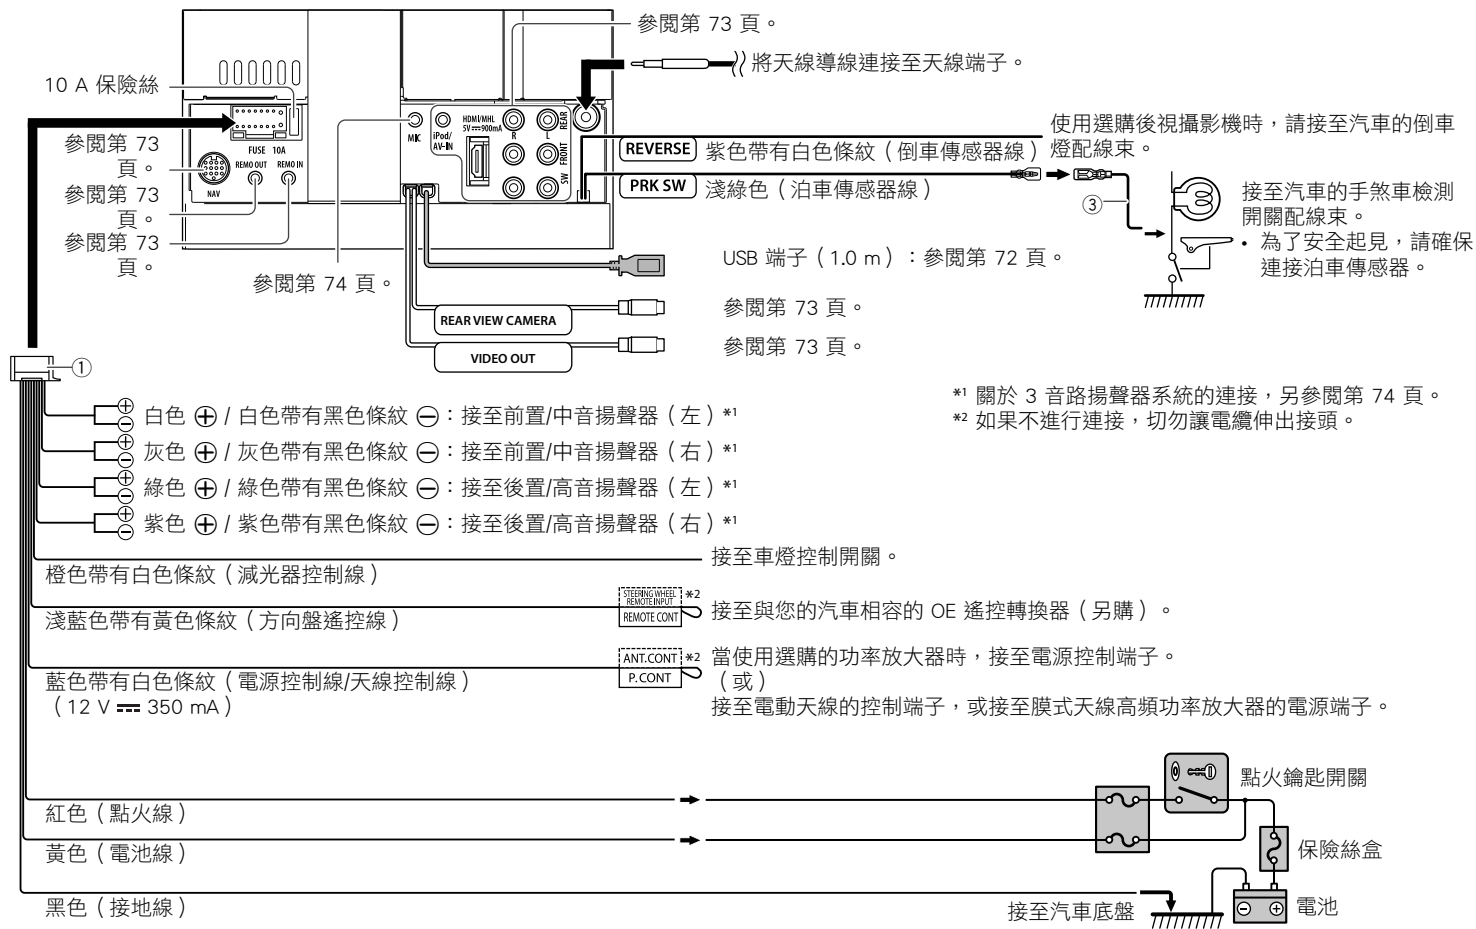 參閱第 73 頁。
將天線導線連接至天線端子。
10 A 保險絲
參閱第 73
頁。
參閱第 73
頁。
參閱第 73
頁。
FUSE 10A
REMO OUT
REMO IN
NAV
MIC
iPod/
AV-IN
HDMI/MHL
5V ⎓ 900mA
R
L
REAR
FRONT
SW
使用選購後視攝影機時，請接至汽車的倒車
燈配線束。
REVERSE 紫色帶有白色條紋（倒車傳感器線）
PRK SW 淺綠色（泊車傳感器線）
③
接至汽車的手煞車檢測
開關配線束。
• 為了安全起見，請確保
連接泊車傳感器。
參閱第 74 頁。
USB 端子（1.0 m）：參閱第 72 頁。
REAR VIEW CAMERA
參閱第 73 頁。
VIDEO OUT
參閱第 73 頁。
①
*1 關於 3 音路揚聲器系統的連接，另參閱第 74 頁。
*2 如果不進行連接，切勿讓電纜伸出接頭。
⊕ ⊖ 白色 ⊕ / 白色帶有黑色條紋 ⊖：接至前置/中音揚聲器（左）*1
⊕ ⊖ 灰色 ⊕ / 灰色帶有黑色條紋 ⊖：接至前置/中音揚聲器（右）*1
⊕ ⊖ 綠色 ⊕ / 綠色帶有黑色條紋 ⊖：接至後置/高音揚聲器（左）*1
⊕ ⊖ 紫色 ⊕ / 紫色帶有黑色條紋 ⊖：接至後置/高音揚聲器（右）*1
橙色帶有白色條紋（減光器控制線）
接至車燈控制開關。
淺藍色帶有黃色條紋（方向盤遙控線）
STEERING WHEEL
REMOTE INPUT
REMOTE CONT
*2
接至與您的汽車相容的 OE 遙控轉換器（另購）。
藍色帶有白色條紋（電源控制線/天線控制線）
（12 V ⎓ 350 mA）
ANT.CONT
P.CONT
*2
當使用選購的功率放大器時，接至電源控制端子。
（或）
接至電動天線的控制端子，或接至膜式天線高頻功率放大器的電源端子。
紅色（點火線）
點火鑰匙開關
黃色（電池線）
保險絲盒
黑色（接地線）
接至汽車底盤
⊖ ⊕
電池